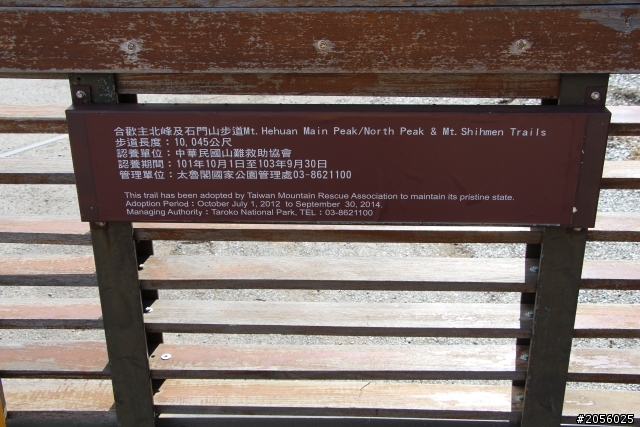 合歡主北峰及石門山步道Mt. Hehuan Main Peak/North Peak & Mt. Shihmen Trails
步道長度：10,045公尺
認養單位：中華民國山難救助協會
認養期間：101年10月1日至103年9月30日
管理單位：太魯閣國家公園管理處03-8621100
This trail has been adopted by Taiwan Mountain Rescue Association to maintain its pristine state.
Adoption Period：October July 1, 2012 to September 30, 2014.
Managing Authority：Taroko National Park, TEL：03-8621100
#2056025